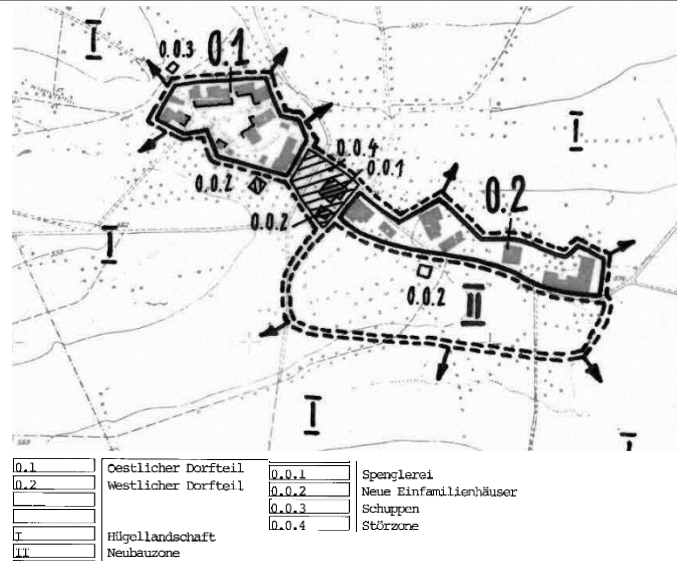 I
0.0.3
0.1
I
0.0.4
0.0.1
0.0.2
0.0.2
0.2
I
0.0.2
II
I
I
0.1 Oestlicher Dorfteil
0.2 Westlicher Dorfteil
I Hügellandschaft
II Neubauzone
0.0.1 Spenglerei
0.0.2 Neue Einfamilienhäuser
0.0.3 Schuppen
0.0.4 Störzone